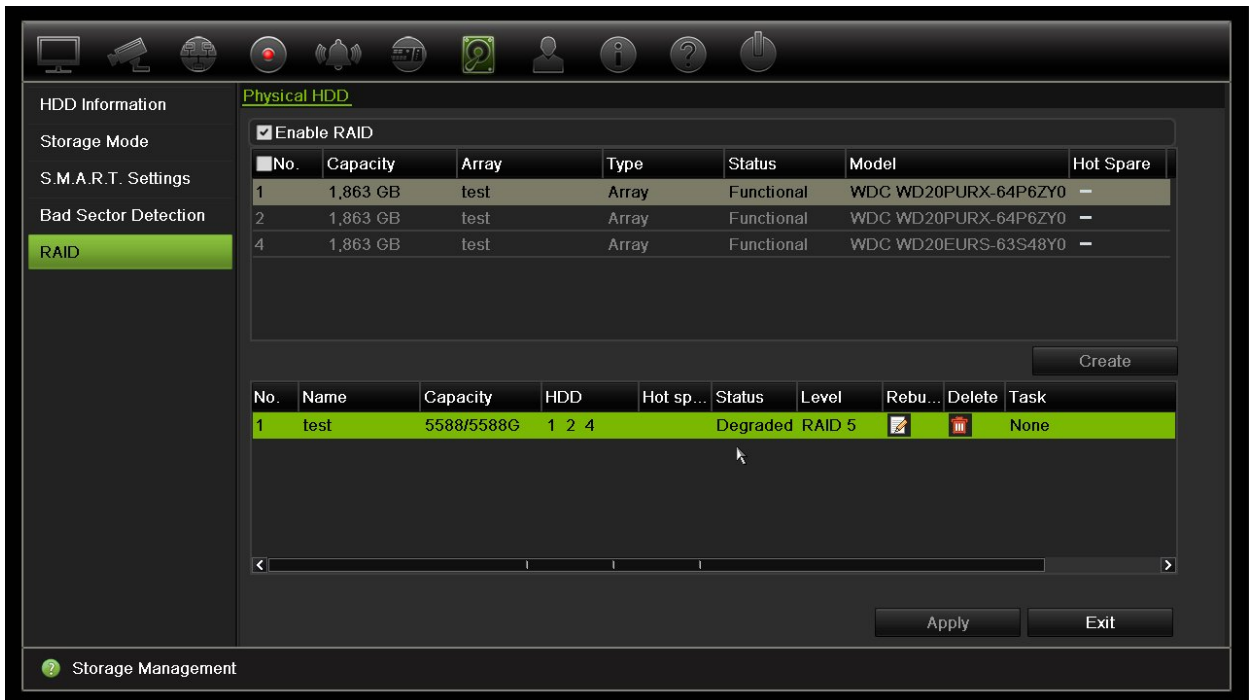 HDD Information
Storage Mode
S.M.A.R.T. Settings
Bad Sector Detection
RAID
Physical HDD
Enable RAID
No. Capacity Array Type Status Model Hot Spare
1 1,863 GB test Array Functional WDC WD20PURX-64P6ZY0 –
2 1,863 GB test Array Functional WDC WD20PURX-64P6ZY0 –
4 1,863 GB test Array Functional WDC WD20EURS-63S48Y0 –
Create
No. Name Capacity HDD Hot sp... Status Level Rebu... Delete Task
1 test 5588/5588G 1 2 4 Degraded RAID 5 None
Apply Exit
? Storage Management